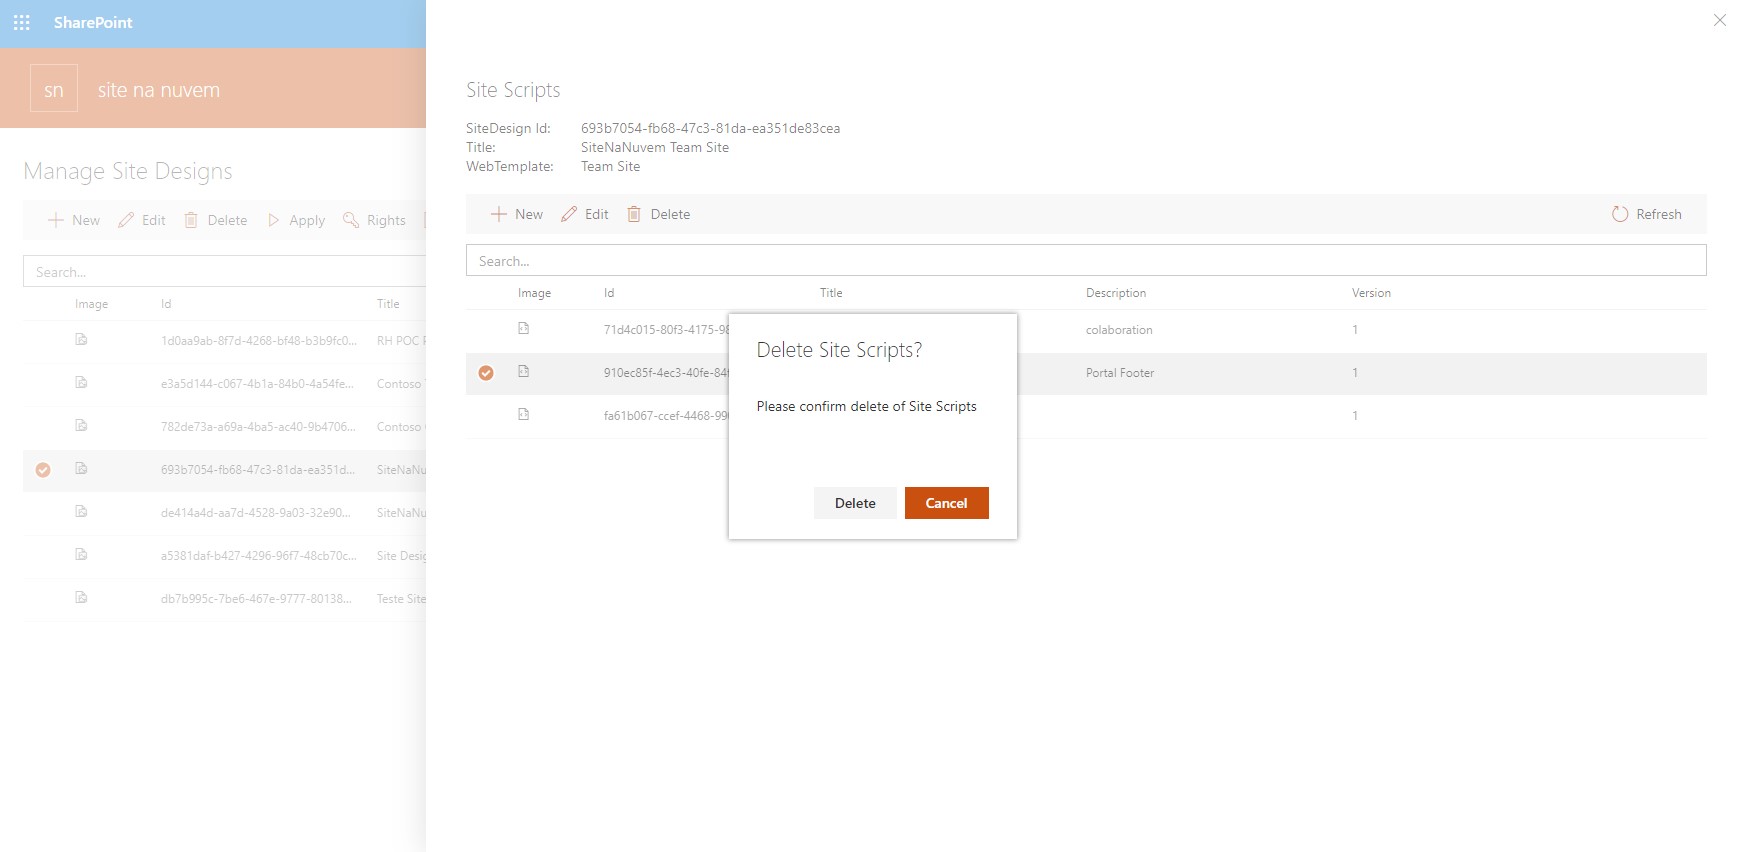 SharePoint
sn
site na nuvem
Manage Site Designs
New Edit Delete Apply Rights
Search...
Image Id Title
1d0aa9ab-8f7d-4268-bf48-b3b9fc0... RH POC
e3a5d144-c067-4b1a-84b0-4a54fe... Contoso
782de73a-a69a-4ba5-ac40-9b4706... Contoso
693b7054-fb68-47c3-81da-ea351d... SiteNaNu
de414a4d-aa7d-4528-9a03-32e90... SiteNaNu
a5381daf-b427-4296-96f7-48cb70c... Site Desig
db7b995c-7be6-467e-9777-80138... Teste Site
Site Scripts
SiteDesign Id: 693b7054-fb68-47c3-81da-ea351de83cea
Title: SiteNaNuvem Team Site
WebTemplate: Team Site
New Edit Delete Refresh
Search...
Image Id Title Description Version
71d4c015-80f3-4175-98 colaboration 1
910ec85f-4ec3-40fe-84f Portal Footer 1
fa61b067-ccef-4468-990 1
Delete Site Scripts?
Please confirm delete of Site Scripts
Delete Cancel